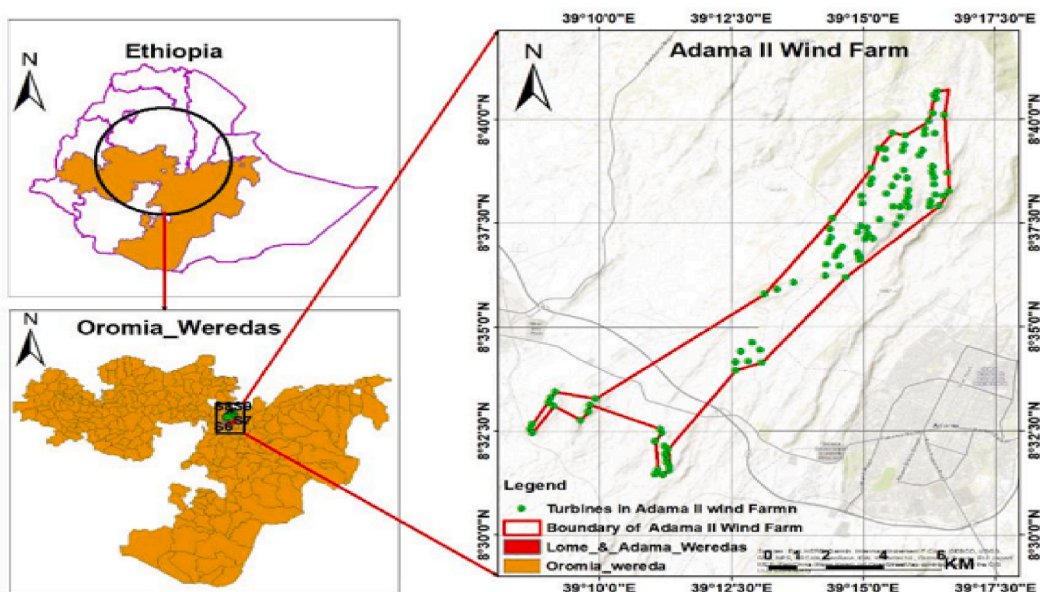 Ethiopia
N
Oromia_Weredas
N
39°10'0"E
39°12'30"E
39°15'0"E
39°17'30"E
Adama II Wind Farm
N
8°40'0"N
8°37'30"N
8°35'0"N
8°32'30"N
8°30'0"N
8°40'0"N
8°37'30"N
8°35'0"N
8°32'30"N
8°30'0"N
Legend
Turbines in Adama II wind Farmn
Boundary of Adama II Wind Farm
Lome_&_Adama_Weredas
Oromia_wereda
0 1 2 4 6
KM
39°10'0"E
39°12'30"E
39°15'0"E
39°17'30"E